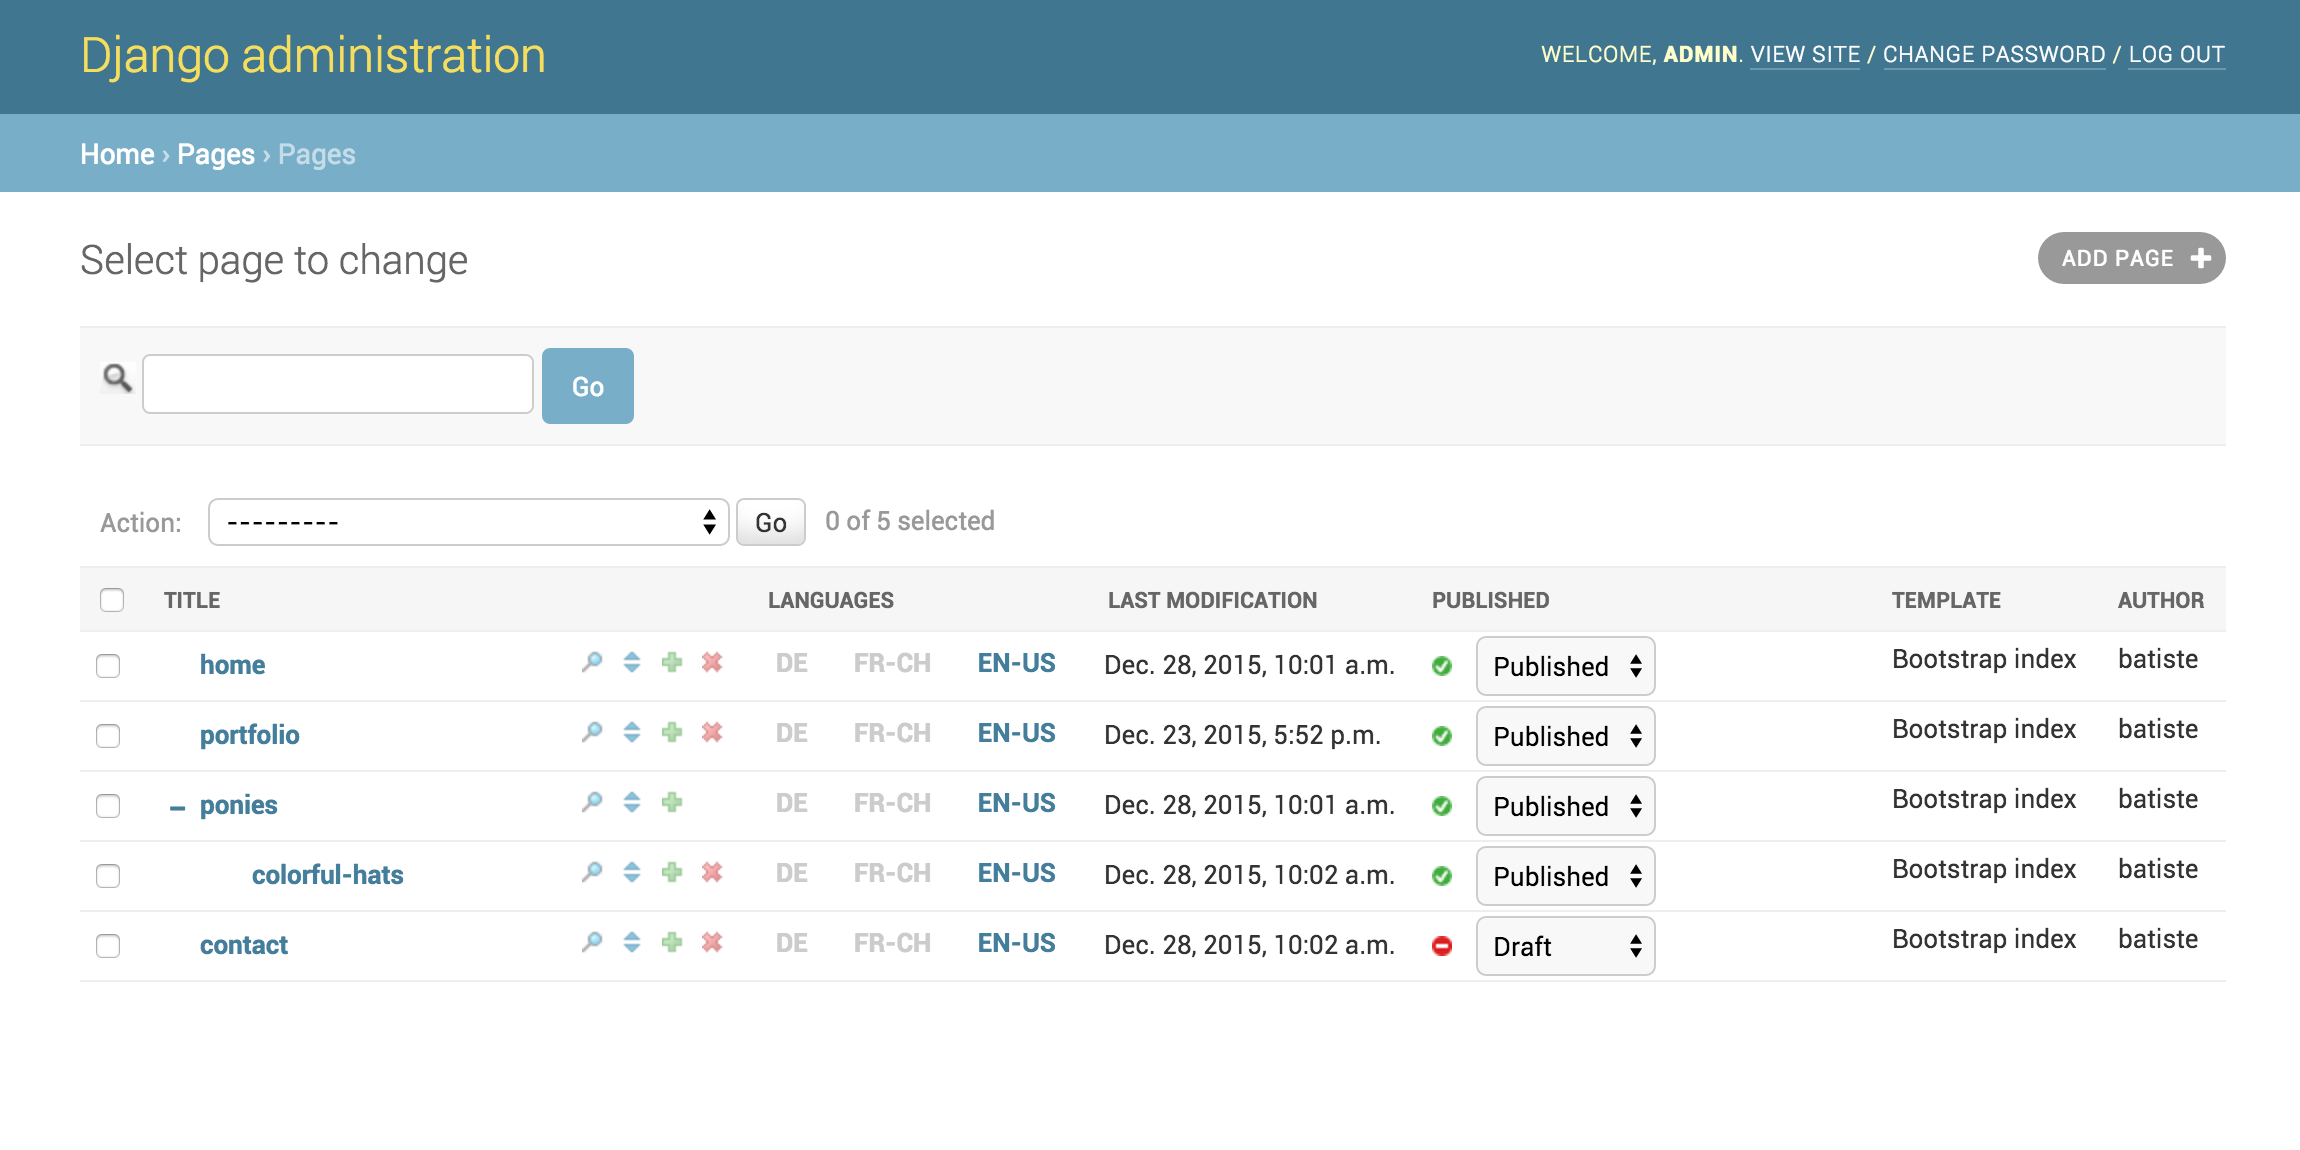 Django administration
WELCOME, ADMIN. VIEW SITE / CHANGE PASSWORD / LOG OUT
Home › Pages › Pages
Select page to change
ADD PAGE
Go
Action: --------- Go 0 of 5 selected
TITLE LANGUAGES LAST MODIFICATION PUBLISHED TEMPLATE AUTHOR
home DE FR-CH EN-US Dec. 28, 2015, 10:01 a.m. Published Bootstrap index batiste
portfolio DE FR-CH EN-US Dec. 23, 2015, 5:52 p.m. Published Bootstrap index batiste
– ponies DE FR-CH EN-US Dec. 28, 2015, 10:01 a.m. Published Bootstrap index batiste
colorful-hats DE FR-CH EN-US Dec. 28, 2015, 10:02 a.m. Published Bootstrap index batiste
contact DE FR-CH EN-US Dec. 28, 2015, 10:02 a.m. Draft Bootstrap index batiste